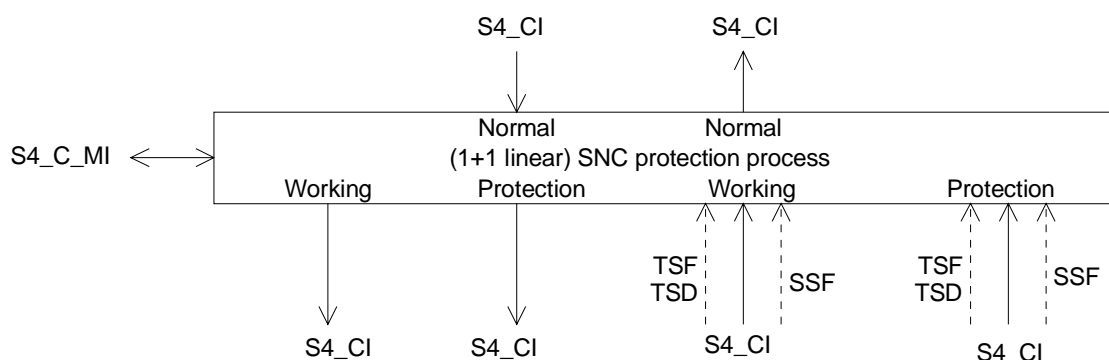 S4_CI S4_CI
Normal Normal
S4_C_MI (1+1 linear) SNC protection process
Working Protection Working Protection
TSF TSF
TSD SSF TSD SSF
S4_CI S4_CI S4_CI S4_CI